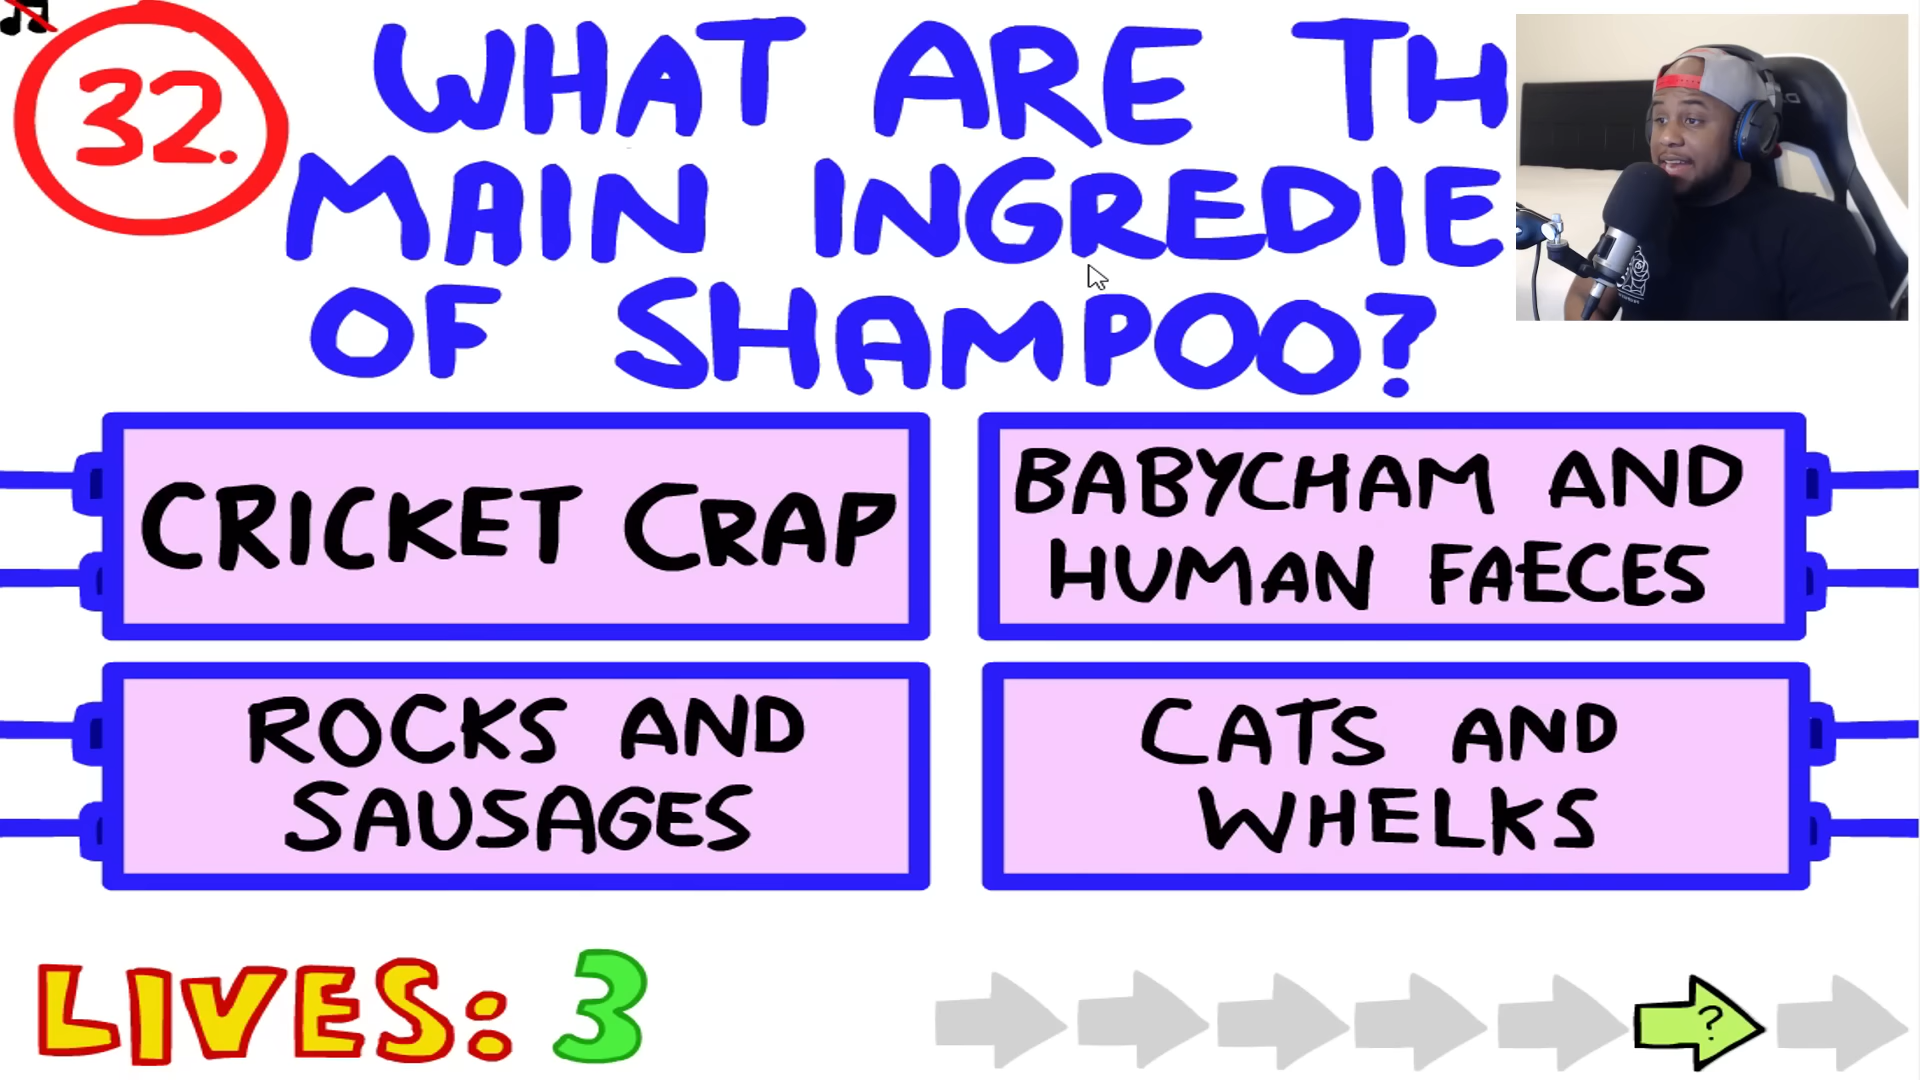 32.
WHAT ARE TH
MAIN INGREDIE
OF SHAMPOO?
CRICKET CRAP
BABYCHAM AND
HUMAN FAECES
ROCKS AND
SAUSAGES
CATS AND
WHELKS
LIVES: 3
?